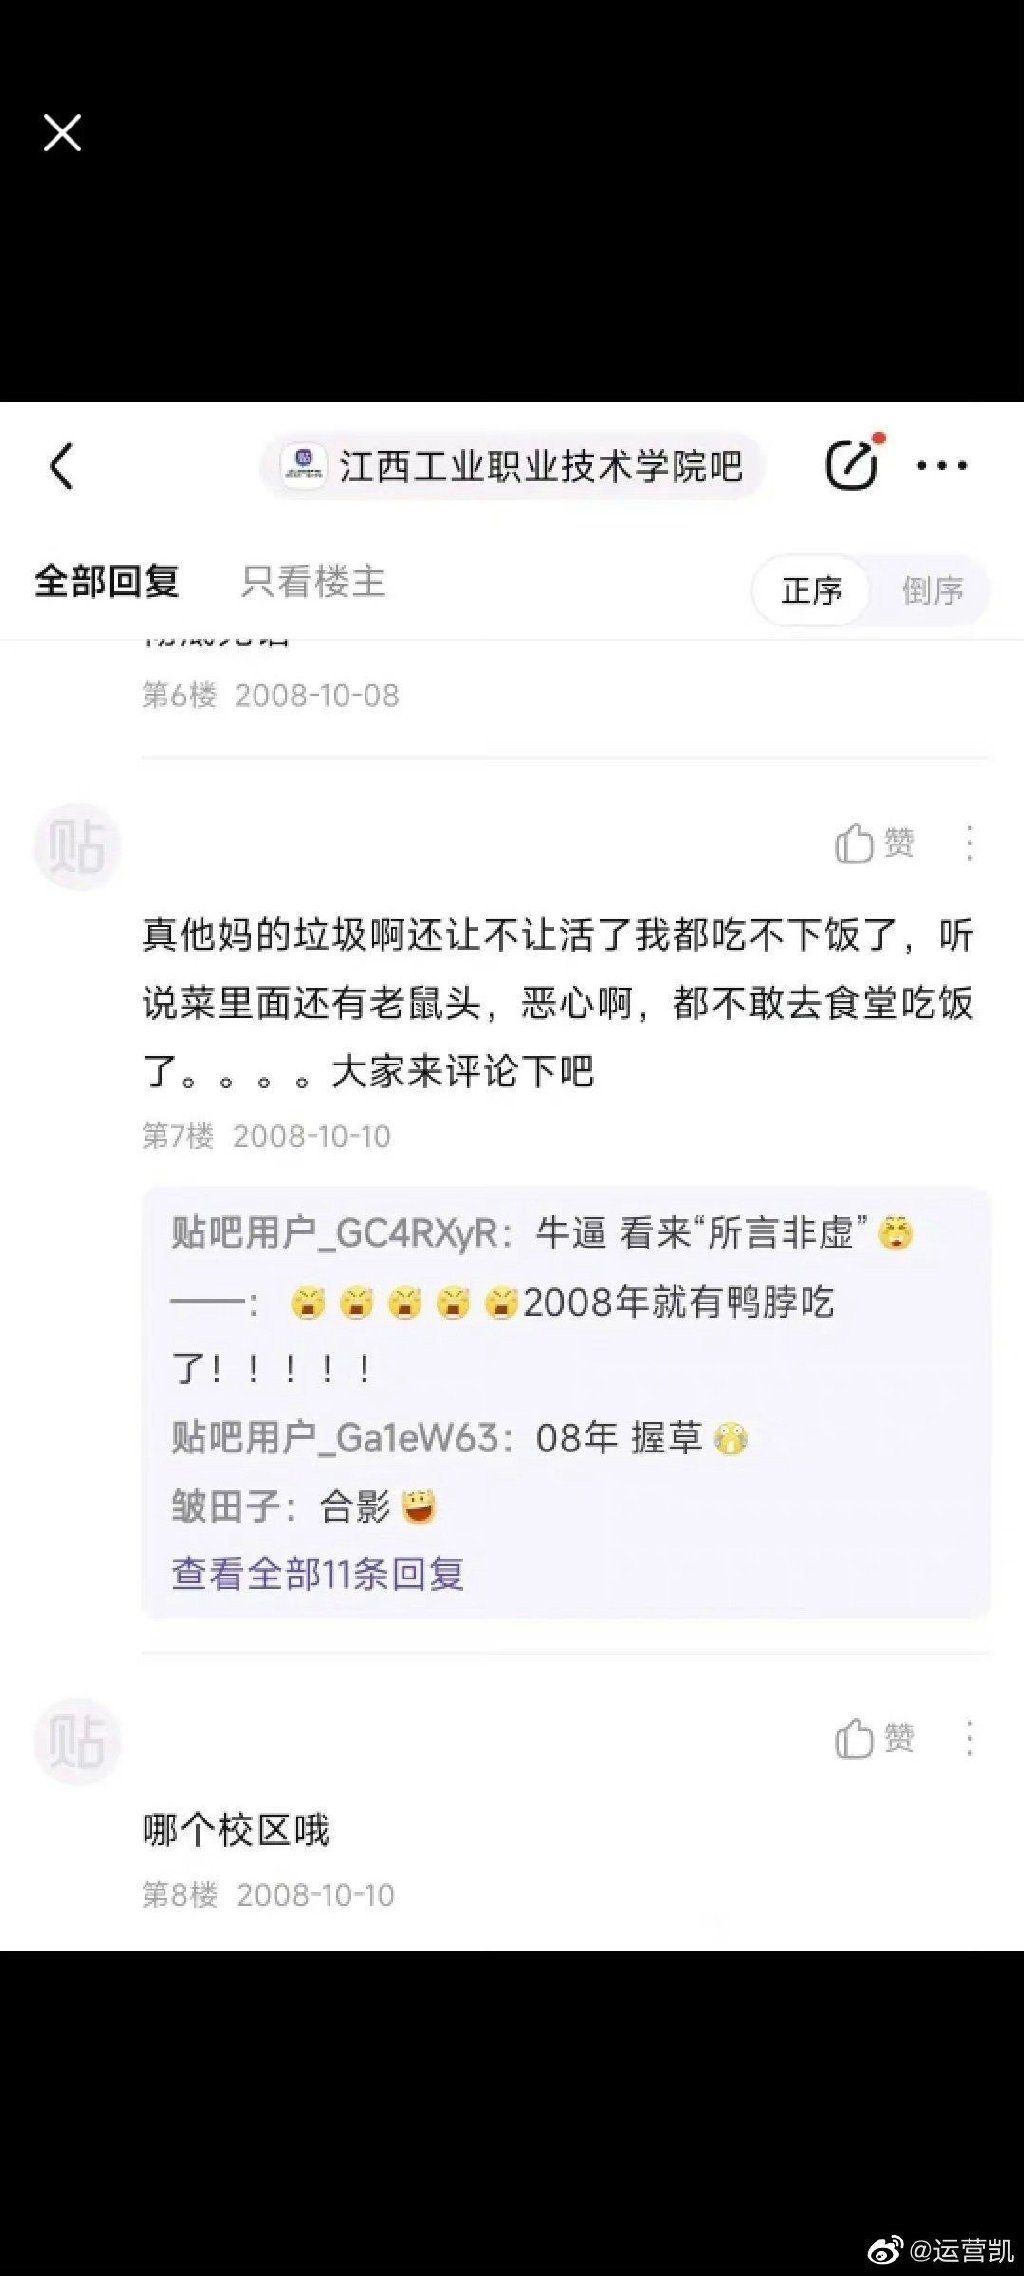 江西工业职业技术学院吧
全部回复 只看楼主 正序 倒序
第6楼 2008-10-08
贴 赞
真他妈的垃圾啊还让不让活了我都吃不下饭了，听
说菜里面还有老鼠头，恶心啊，都不敢去食堂吃饭
了。。。。大家来评论下吧
第7楼 2008-10-10
贴吧用户_GC4RXyR：牛逼 看来“所言非虚”
——：2008年就有鸭脖吃
了！！！！！
贴吧用户_Ga1eW63：08年 握草
皱田子：合影
查看全部11条回复
贴 赞
哪个校区哦
第8楼 2008-10-10
@运营凯